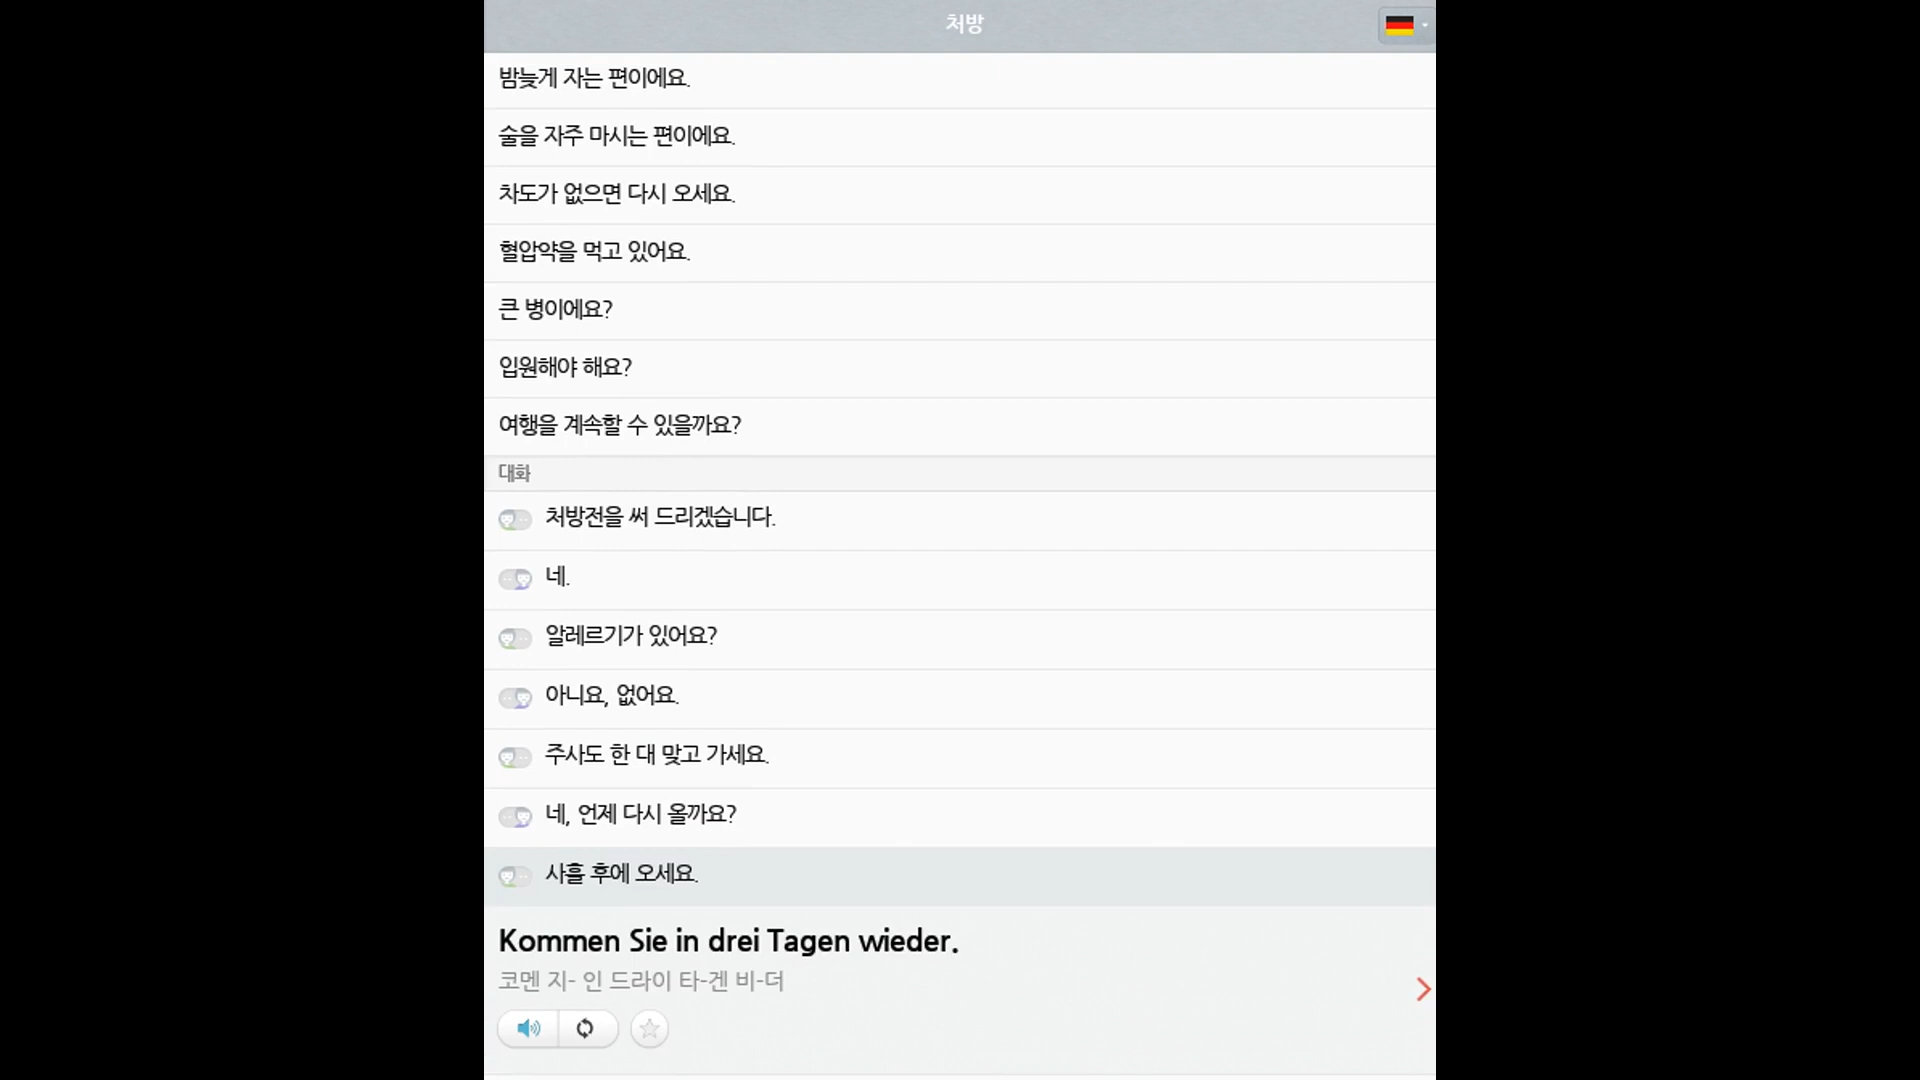 처방
밤늦게 자는 편이에요.
술을 자주 마시는 편이에요.
차도가 없으면 다시 오세요.
혈압약을 먹고 있어요.
큰 병이에요?
입원해야 해요?
여행을 계속할 수 있을까요?
대화
처방전을 써 드리겠습니다.
네.
알레르기가 있어요?
아니요, 없어요.
주사도 한 대 맞고 가세요.
네, 언제 다시 올까요?
사흘 후에 오세요.
Kommen Sie in drei Tagen wieder.
코멘 지- 인 드라이 타-겐 비-더